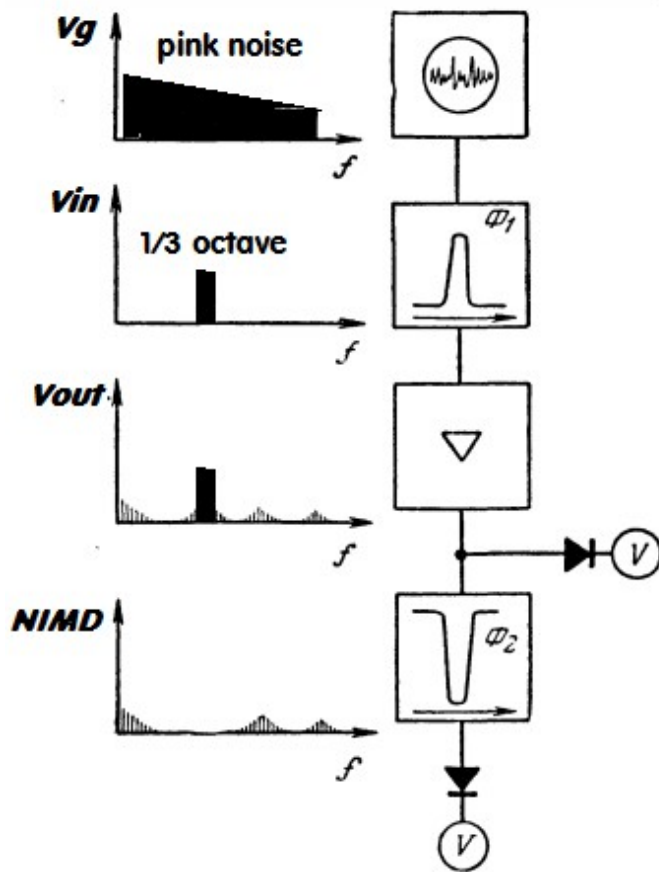 Vg
pink noise
f
Vin
1/3 octave
f
Φ1
Vout
f
V
NIMD
f
Φ2
V